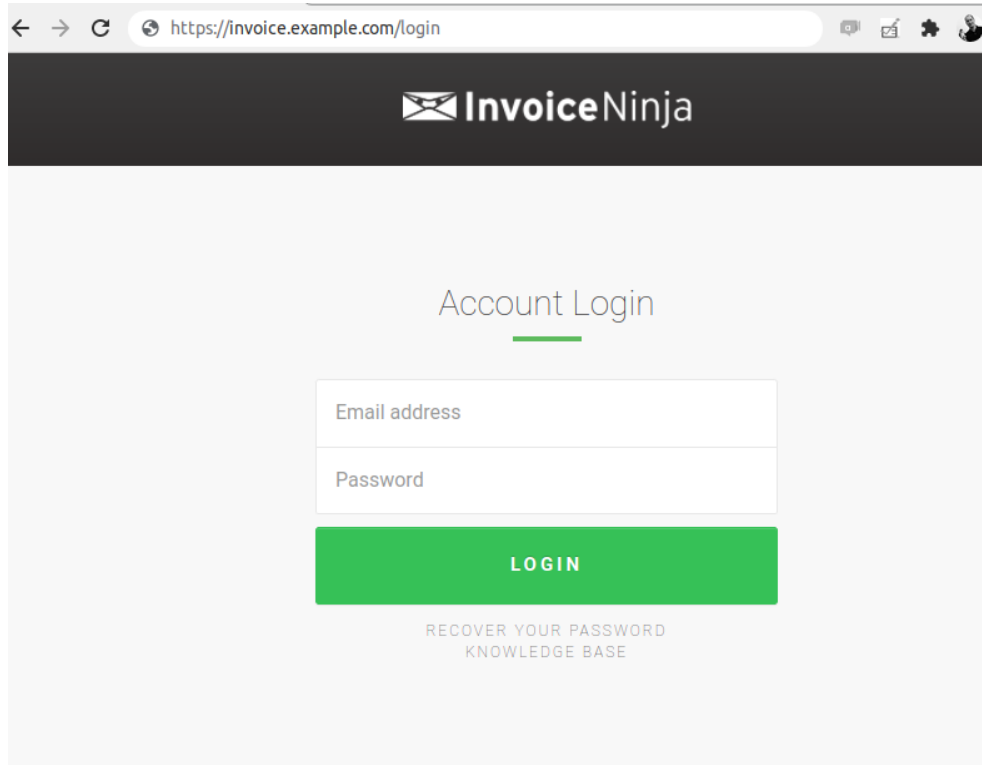 https://invoice.example.com/login
InvoiceNinja
Account Login
Email address
Password
LOGIN
RECOVER YOUR PASSWORD
KNOWLEDGE BASE